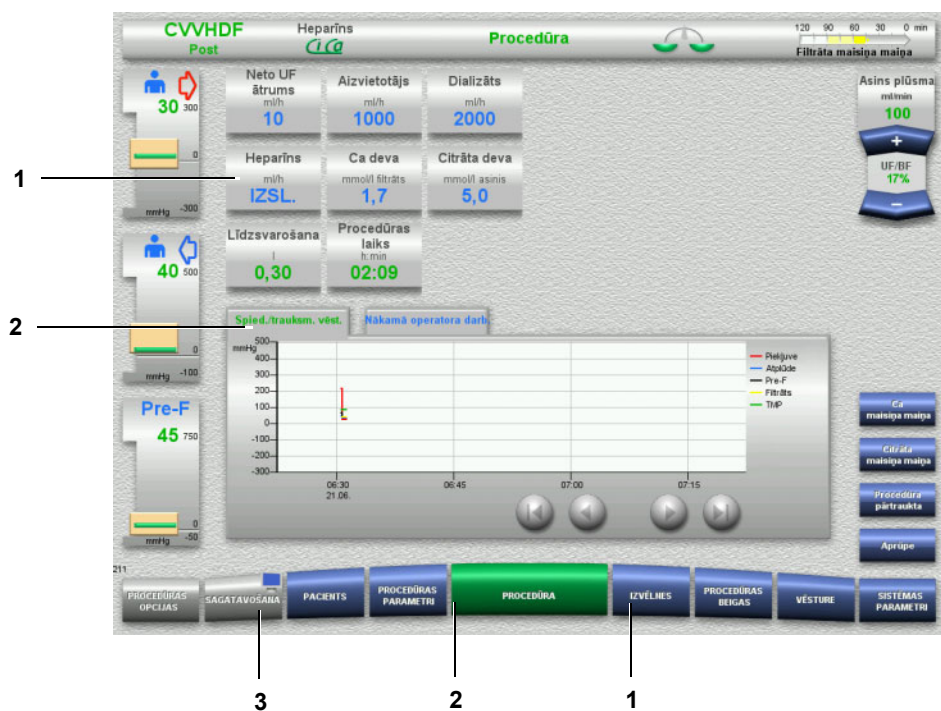 CVVHDF
Post
Heparīns
CiCa
Procedūra
120 90 60 30 0 min
Filtrāta maisiņa maiņa
30 300
0
mmHg -300
40 500
0
mmHg -100
Pre-F
45 750
0
mmHg -50
Neto UF
ātrums
ml/h
10
Aizvietotājs
ml/h
1000
Dializāts
ml/h
2000
Heparīns
ml/h
IZSL.
Ca deva
mmol/l filtrāts
1,7
Citrāta deva
mmol/l asinis
5,0
Līdzsvarošana
l
0,30
Procedūras
laiks
h:min
02:09
Asins plūsma
ml/min
100
+
UF/BF
17%
−
1
2
Spied./trauksm. vēst.
Nākamā operatora darb.
mmHg
500
400
300
200
100
0
-100
-200
-300
06:30
21.06.
06:45
07:00
07:15
Piekļuve
Atplūde
Pre-F
Filtrāts
TMP
Ca
maisiņa maiņa
Citrāta
maisiņa maiņa
Procedūra
pārtraukta
Aprūpe
211
PROCEDŪRAS
OPCIJAS
SAGATAVOŠANA
PACIENTS
PROCEDŪRAS
PARAMETRI
PROCEDŪRA
IZVĒLNES
PROCEDŪRAS
BEIGAS
VĒSTURE
SISTĒMAS
PARAMETRI
3
2
1